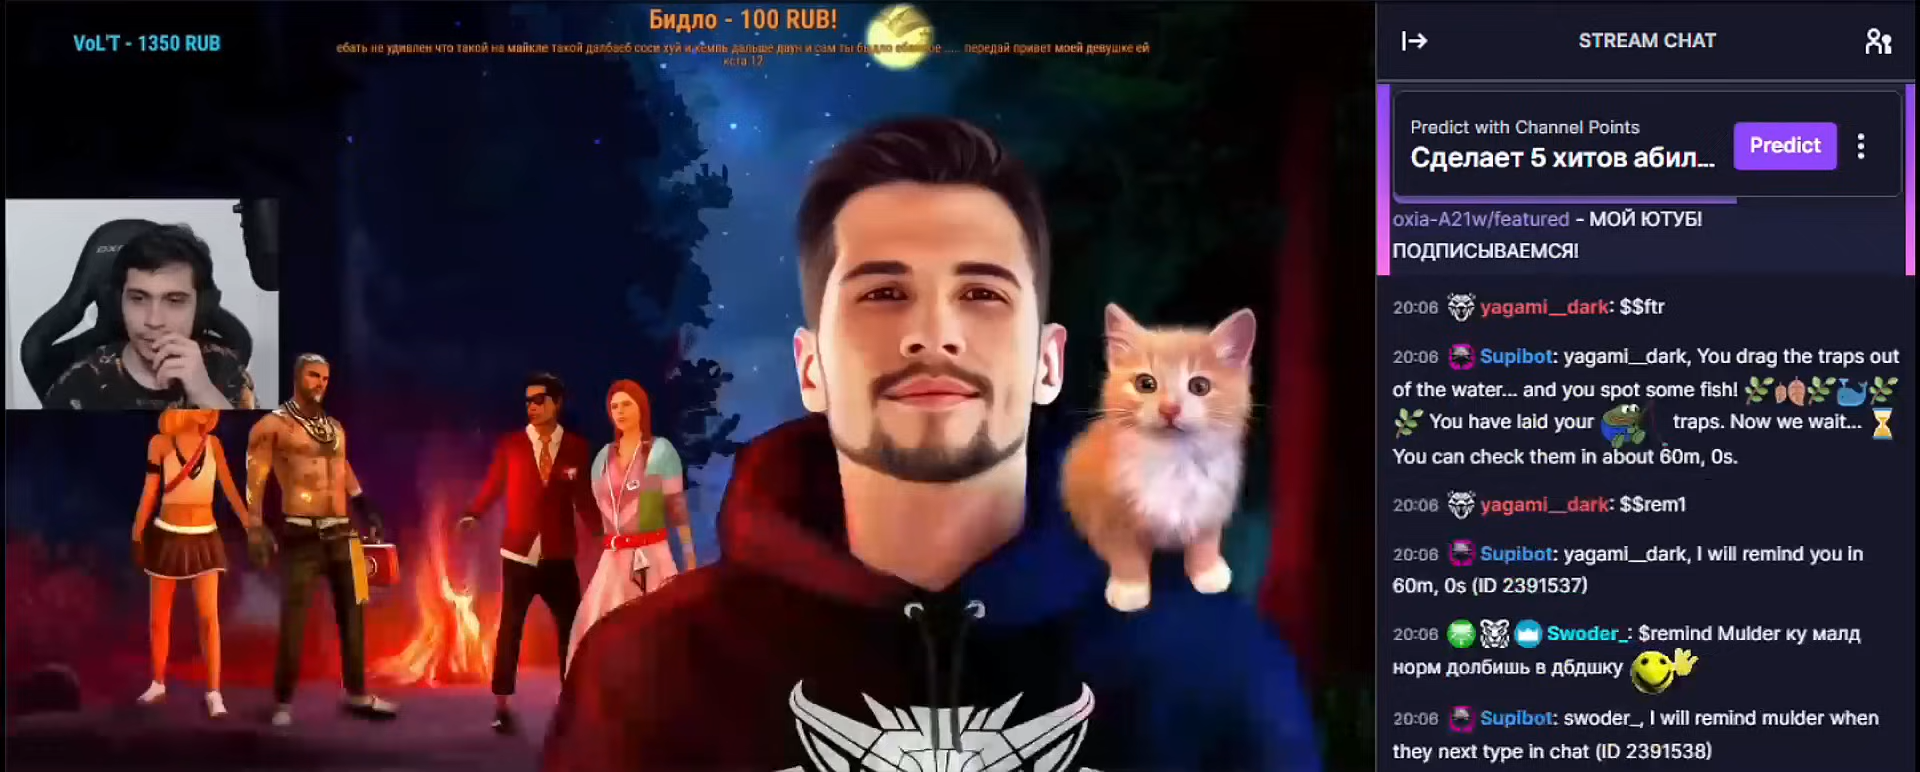 VoL'T - 1350 RUB
Бидло - 100 RUB!
ебать не удивлен что такой на майкле такой далбаеб соси хуй и кемпь дальше даун и сам ты быдло ..... передай привет моей девушке ей
кста 12
STREAM CHAT
Predict with Channel Points
Сделает 5 хитов абил...
Predict
oxia-A21w/featured - МОЙ ЮТУБ!
ПОДПИСЫВАЕМСЯ!
20:06 yagami__dark: $$ftr
20:06 Supibot: yagami__dark, You drag the traps out
of the water... and you spot some fish! 🌿🍂🌿🐳🌿
🌿 You have laid your traps. Now we wait... ⏳
You can check them in about 60m, 0s.
20:06 yagami__dark: $$rem1
20:06 Supibot: yagami__dark, I will remind you in
60m, 0s (ID 2391537)
20:06 Swoder_: $remind Mulder ку малд
норм долбишь в дбдшку
20:06 Supibot: swoder_, I will remind mulder when
they next type in chat (ID 2391538)